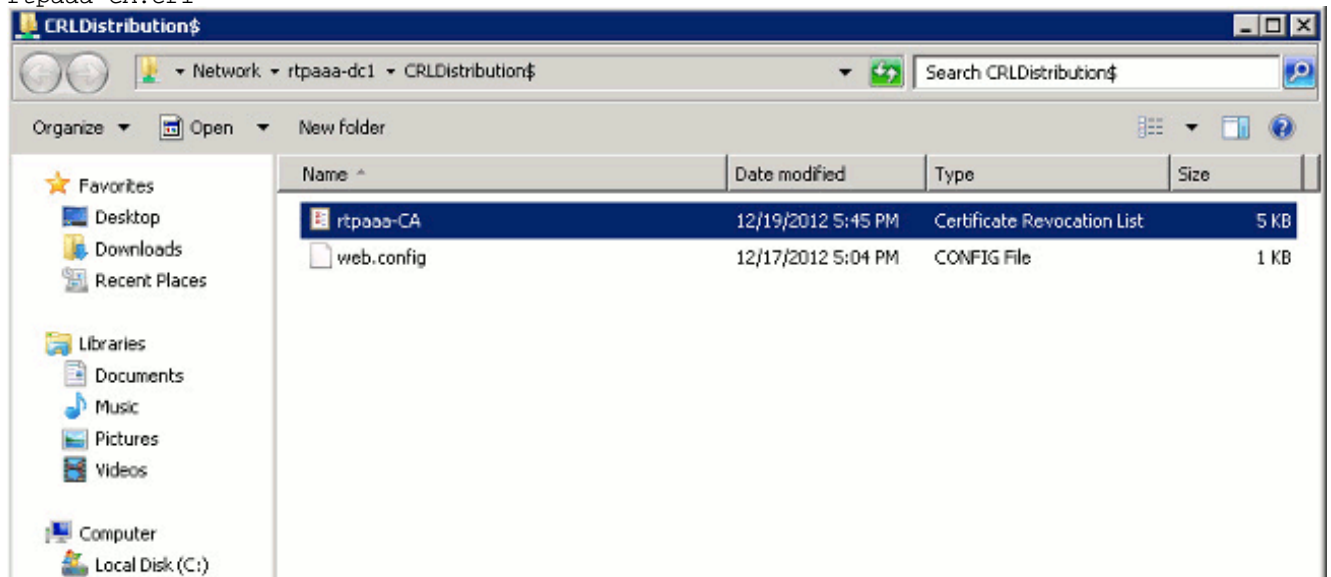 rtpaaa-CA.crl
CRLDistribution$
Network rtpaaa-dc1 CRLDistribution$ Search CRLDistribution$
Organize Open New folder
Name Date modified Type Size
Favorites
Desktop
Downloads
Recent Places
Libraries
Documents
Music
Pictures
Videos
Computer
Local Disk (C:)
rtpaaa-CA 12/19/2012 5:45 PM Certificate Revocation List 5 KB
web.config 12/17/2012 5:04 PM CONFIG File 1 KB